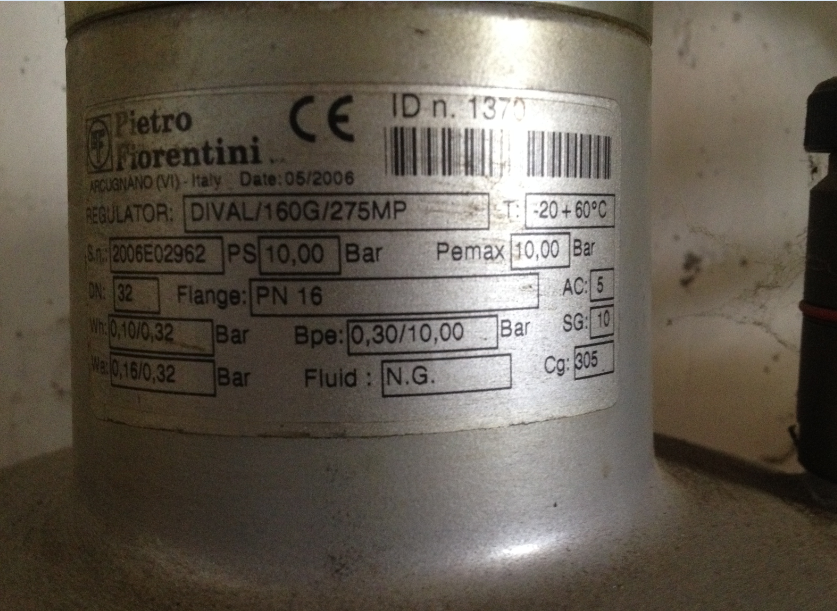 Pietro
Fiorentini
CE
ID n. 1370
ARCUGNANO (VI) - Italy Date: 05/2006
REGULATOR: DIVAL/160G/275MP T: -20 + 60°C
S.n.: 2006E02962 PS 10,00 Bar Pemax 10,00 Bar
DN: 32 Flange: PN 16 AC: 5
Wh: 0,10/0,32 Bar Bpe: 0,30/10,00 Bar SG: 10
Wa: 0,16/0,32 Bar Fluid : N.G. Cg: 305